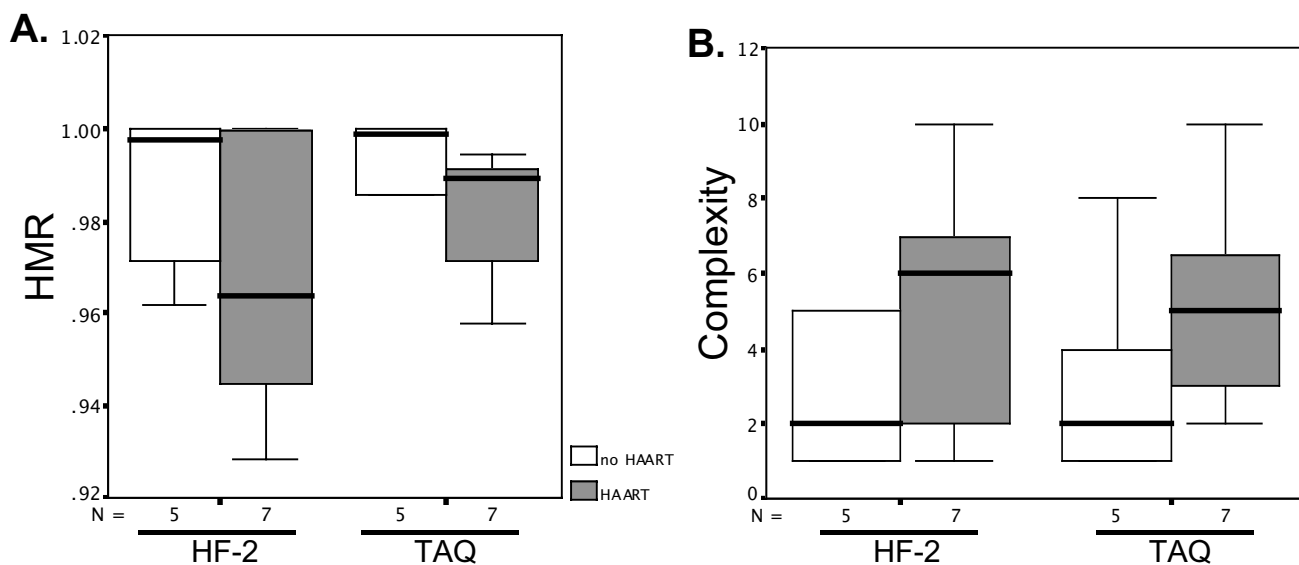 A.
1.02
1.00
.98
.96
.94
.92
HMR
N = 5 7 5 7
HF-2 TAQ
no HAART
HAART
B.
12
10
8
6
4
2
0
Complexity
N = 5 7 5 7
HF-2 TAQ